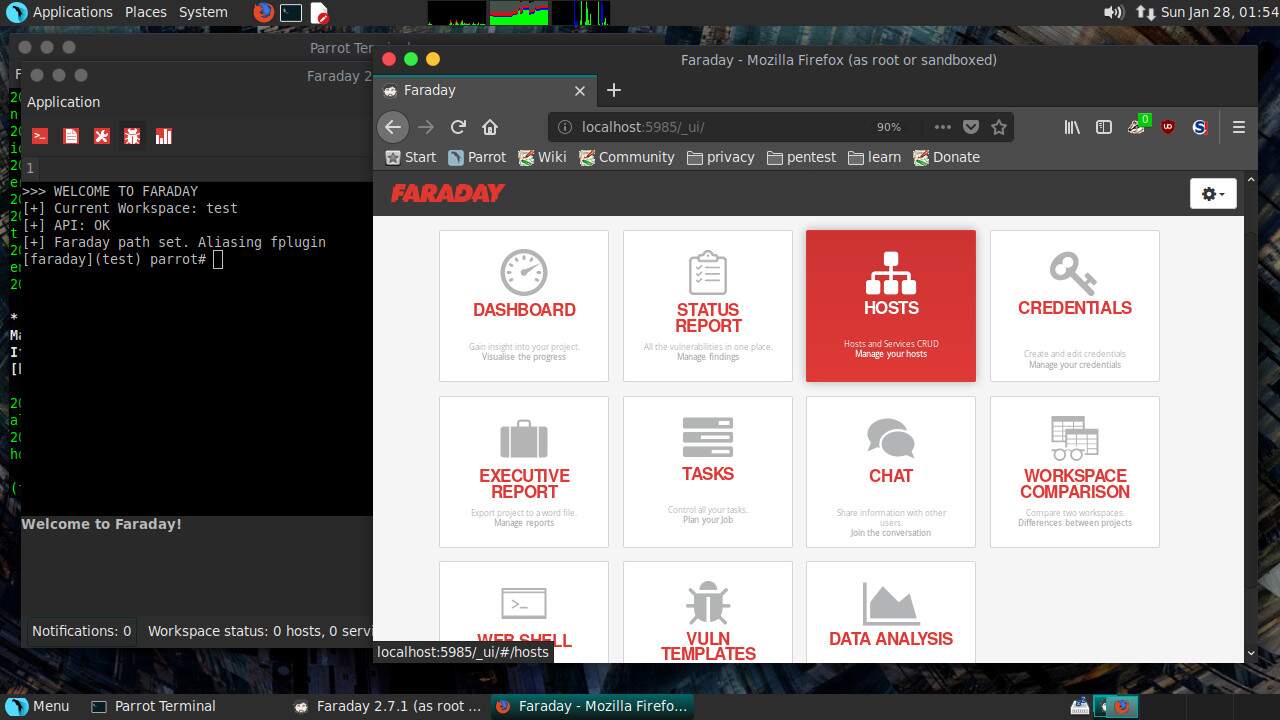 Applications Places System
Sun Jan 28, 01:54
Parrot Ter
Faraday 2
Application
1
>>> WELCOME TO FARADAY
[+] Current Workspace: test
[+] API: OK
[+] Faraday path set. Aliasing fplugin
[faraday](test) parrot#
Welcome to Faraday!
Notifications: 0 Workspace status: 0 hosts, 0 servi
Faraday - Mozilla Firefox (as root or sandboxed)
Faraday
localhost:5985/_ui/ 90%
0
Start Parrot Wiki Community privacy pentest learn Donate
FARADAY
DASHBOARD
Gain insight into your project.
Visualise the progress
STATUS
REPORT
All the vulnerabilities in one place.
Manage findings
HOSTS
Hosts and Services CRUD
Manage your hosts
CREDENTIALS
Create and edit credentials
Manage your credentials
EXECUTIVE
REPORT
Export project to a word file.
Manage reports
TASKS
Control all your tasks.
Plan your Job
CHAT
Share information with other
users.
Join the conversation
WORKSPACE
COMPARISON
Compare two workspaces.
Differences between projects
WEB SHELL
VULN
TEMPLATES
DATA ANALYSIS
localhost:5985/_ui/#/hosts
Menu Parrot Terminal Faraday 2.7.1 (as root ... Faraday - Mozilla Firefo...